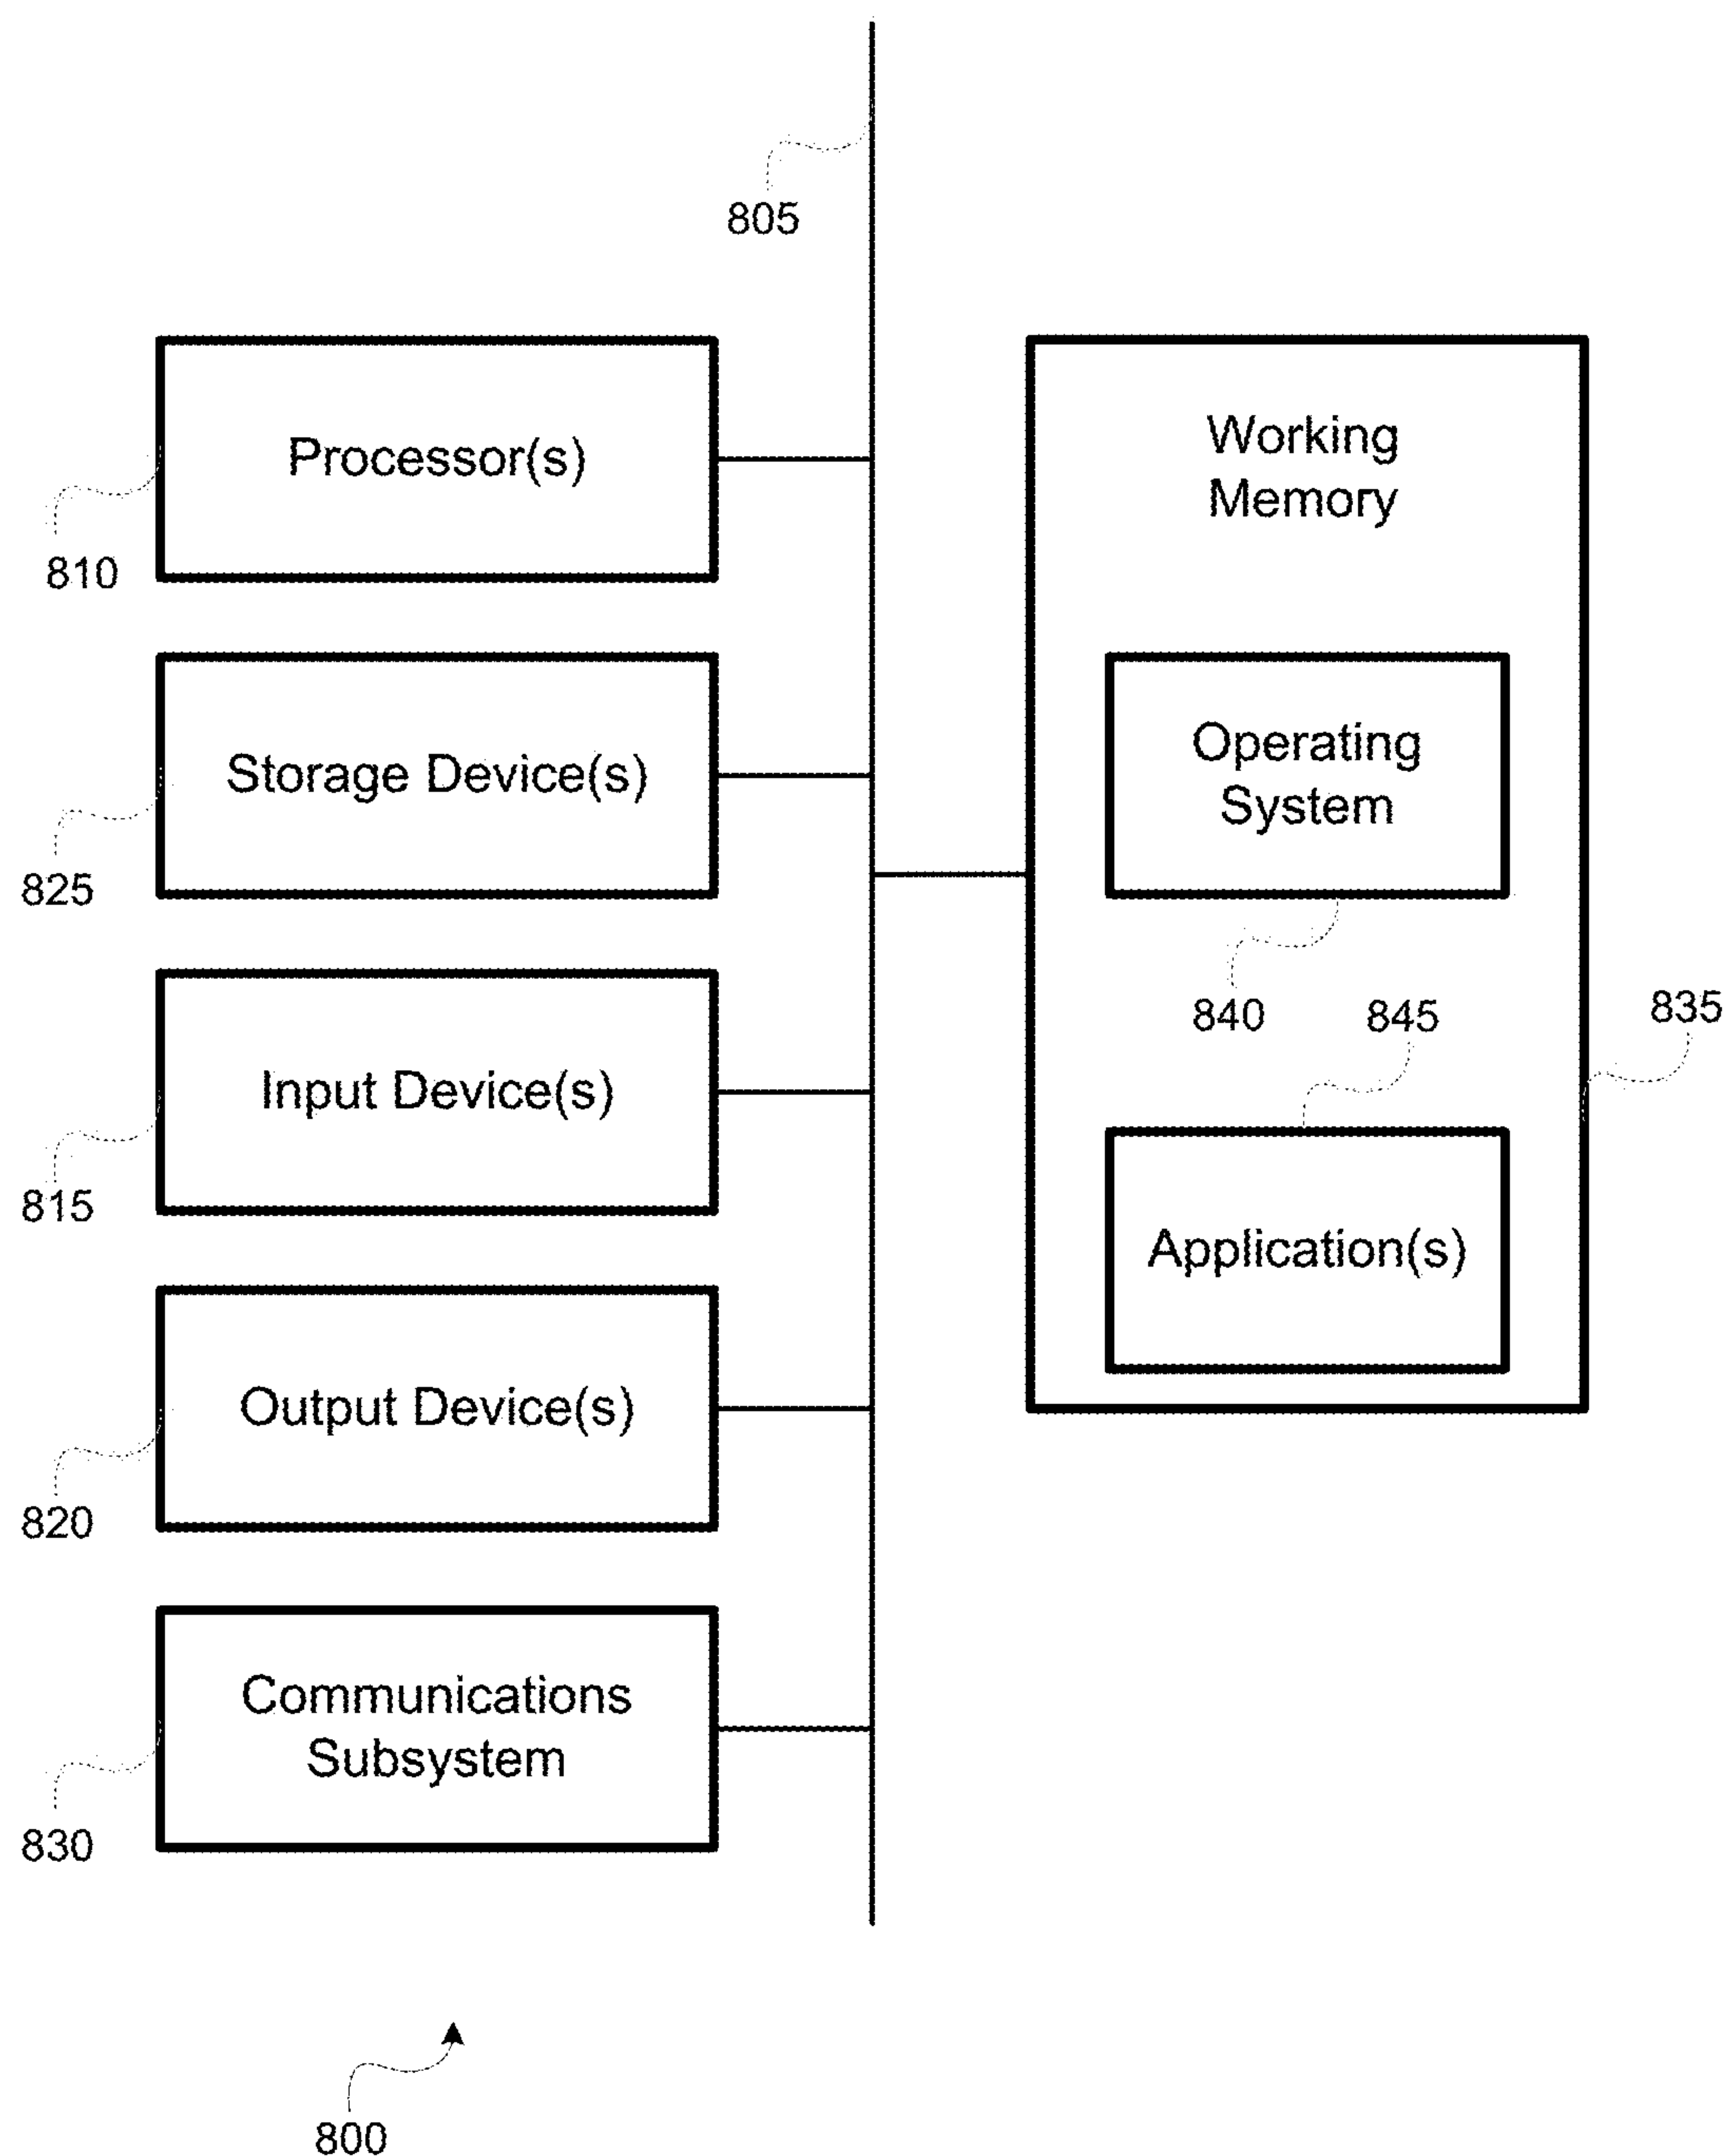 805
Processor(s)
810
Working
Memory
Storage Device(s)
825
Operating
System
840
845
835
Input Device(s)
815
Application(s)
Output Device(s)
820
Communications
Subsystem
830
800